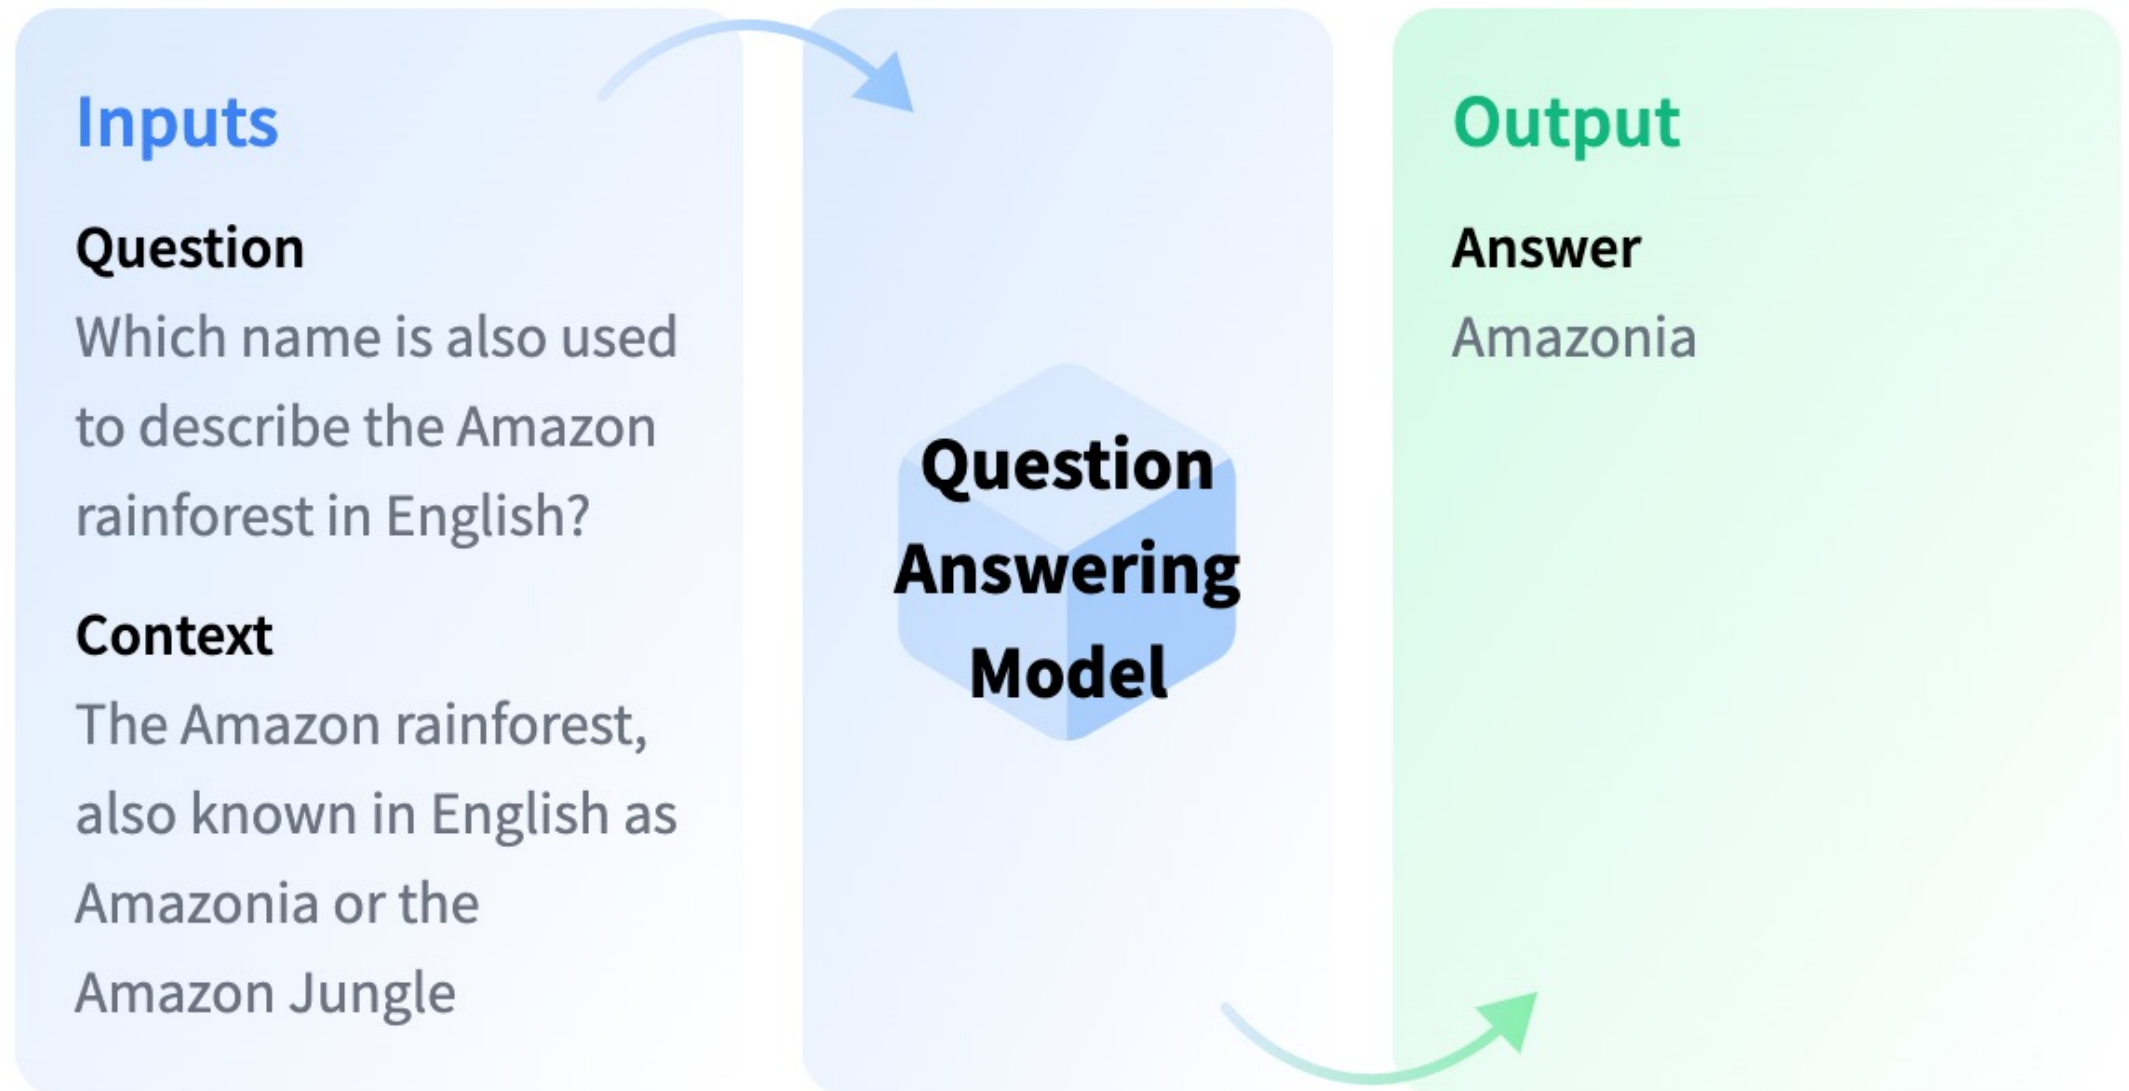 Inputs
Question
Which name is also used
to describe the Amazon
rainforest in English?
Context
The Amazon rainforest,
also known in English as
Amazonia or the
Amazon Jungle
Question
Answering
Model
Output
Answer
Amazonia